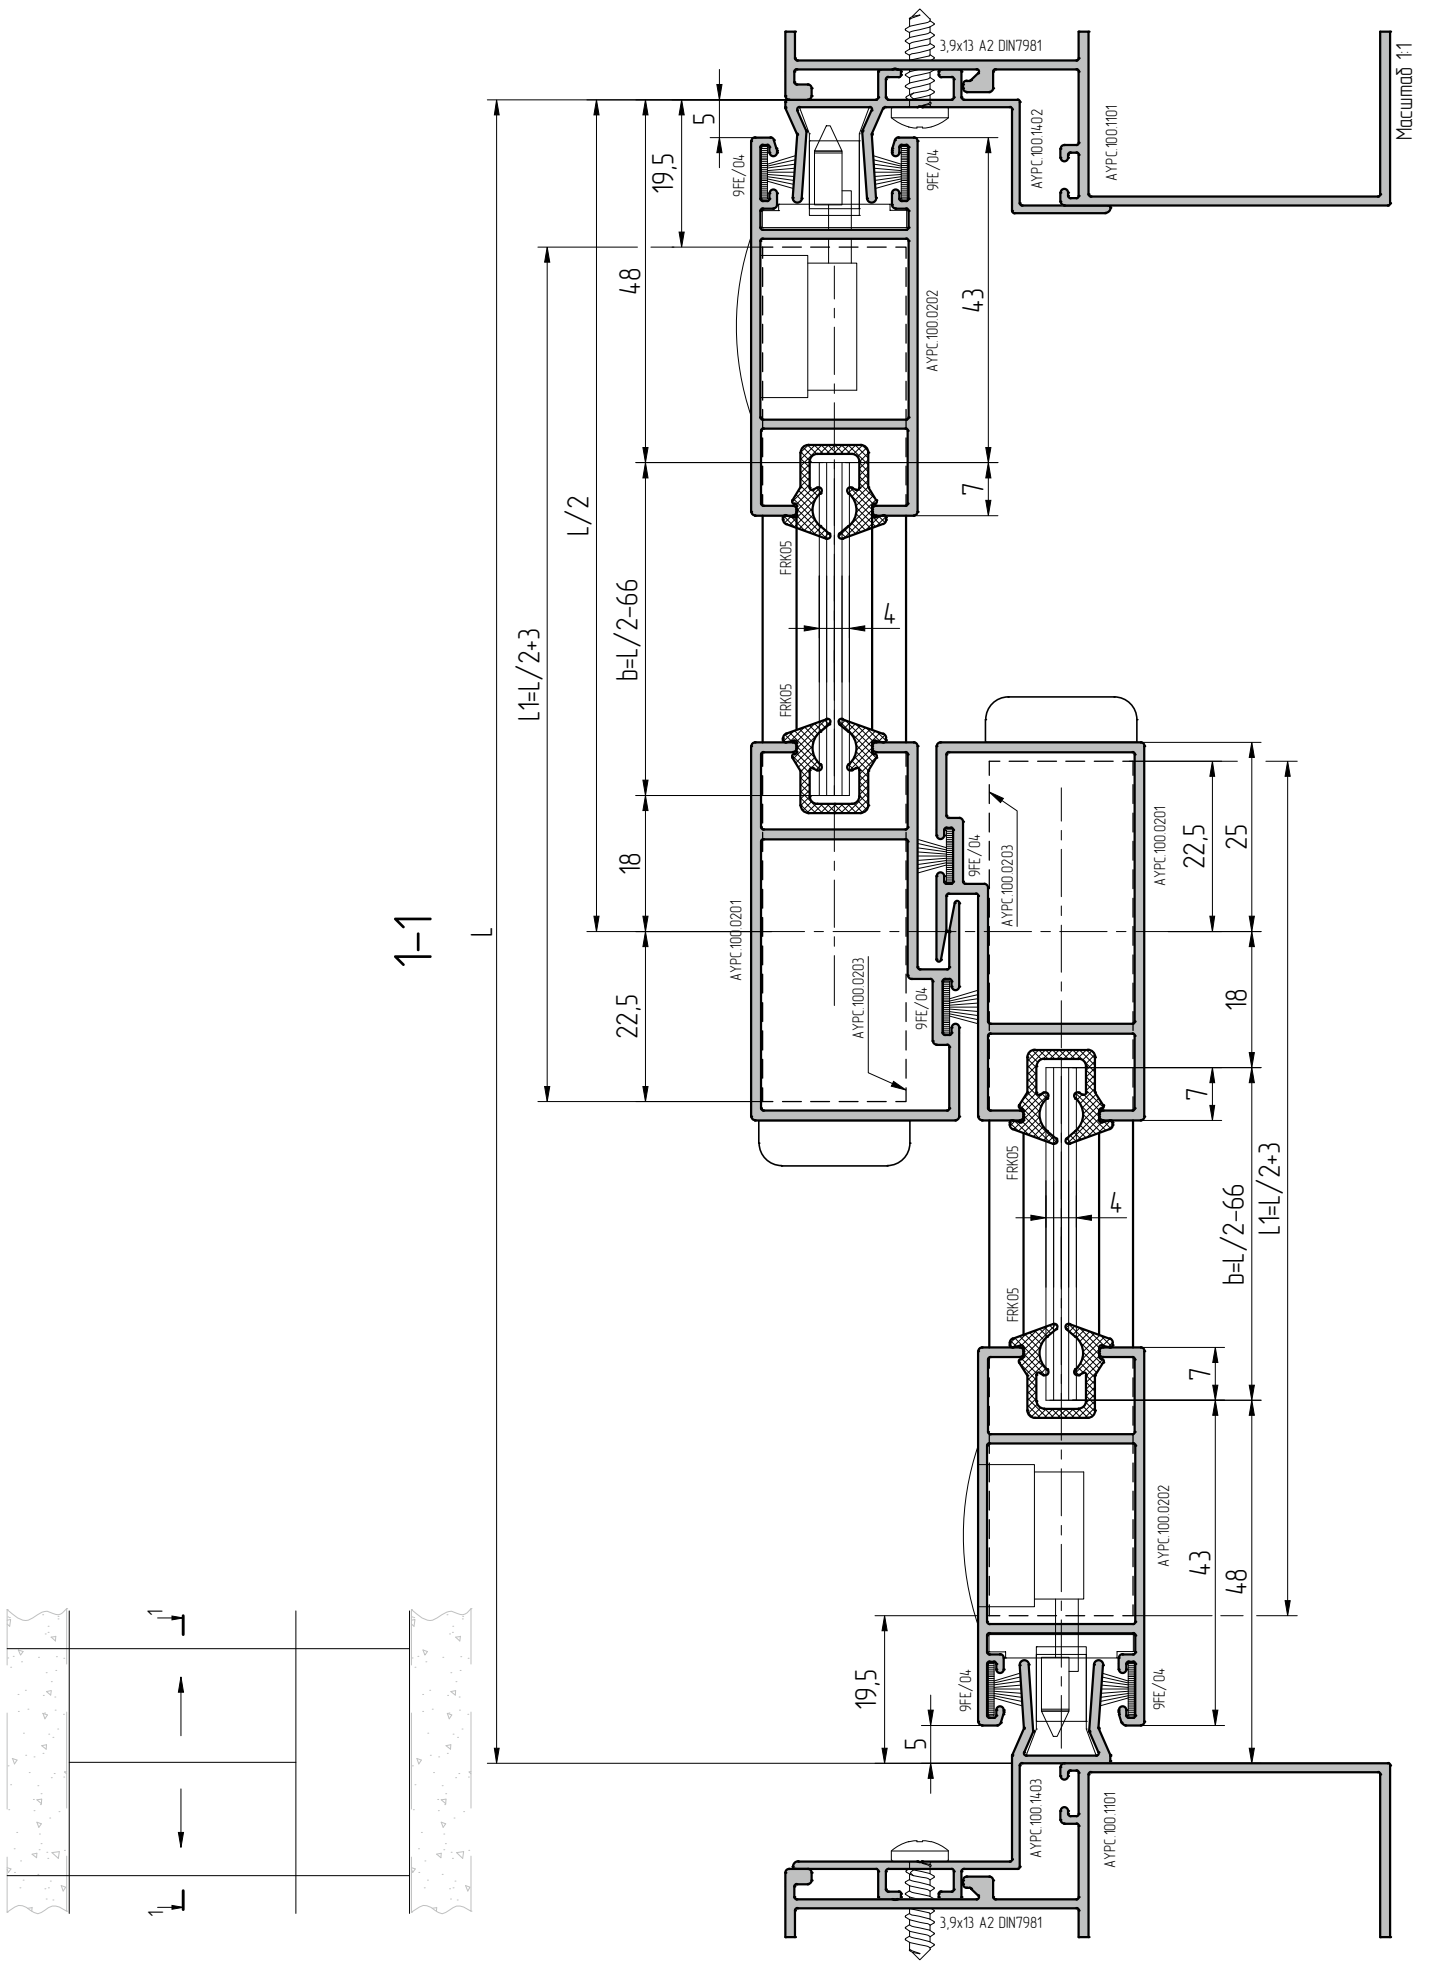 1-1
L
L1=L/2+3
L/2
22,5
18
b=L/2-66
48
19,5
5
AYPC.100.0201
AYPC.100.0203
9FE/04
FRK05
FRK05
4
9FE/04
9FE/04
3,9x13 A2 DIN7981
AYPC.100.1402
AYPC.100.1101
AYPC.100.0202
43
7
9FE/04
AYPC.100.0203
AYPC.100.0201
22,5
25
18
7
FRK05
FRK05
4
b=L/2-66
L1=L/2+3
7
43
48
AYPC.100.0202
19,5
5
9FE/04
9FE/04
AYPC.100.1403
AYPC.100.1101
3,9x13 A2 DIN7981
1
1
Масштаб 1:1